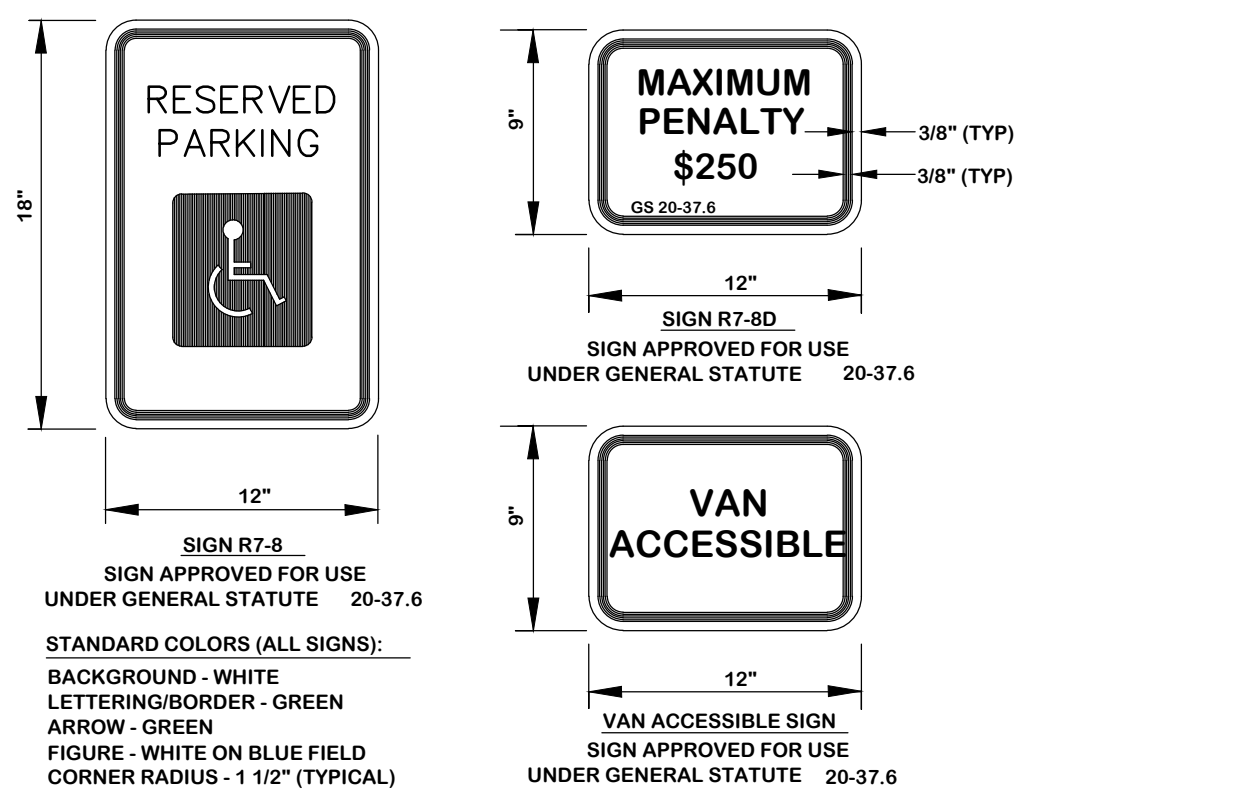 RESERVED
PARKING
18"
12"
SIGN R7-8
SIGN APPROVED FOR USE
UNDER GENERAL STATUTE 20-37.6
STANDARD COLORS (ALL SIGNS):
BACKGROUND - WHITE
LETTERING/BORDER - GREEN
ARROW - GREEN
FIGURE - WHITE ON BLUE FIELD
CORNER RADIUS - 1 1/2" (TYPICAL)
MAXIMUM
PENALTY
$250
GS 20-37.6
9"
3/8" (TYP)
3/8" (TYP)
12"
SIGN R7-8D
SIGN APPROVED FOR USE
UNDER GENERAL STATUTE 20-37.6
VAN
ACCESSIBLE
9"
12"
VAN ACCESSIBLE SIGN
SIGN APPROVED FOR USE
UNDER GENERAL STATUTE 20-37.6